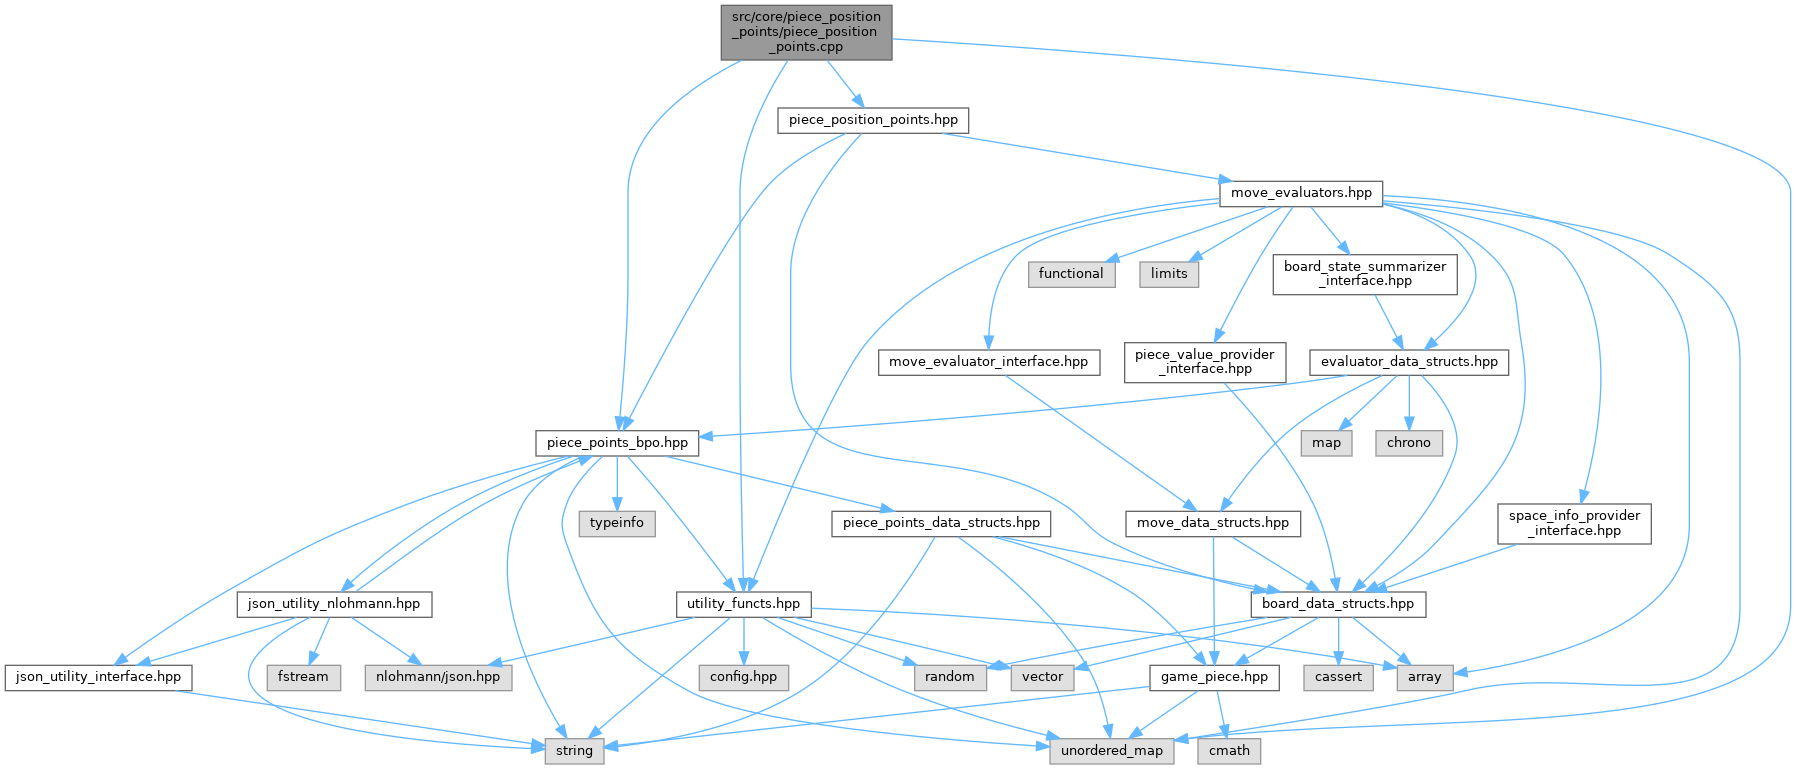 src/core/piece_position
_points/piece_position
_points.cpp
piece_position_points.hpp
move_evaluators.hpp
functional
limits
board_state_summarizer
_interface.hpp
move_evaluator_interface.hpp
piece_value_provider
_interface.hpp
evaluator_data_structs.hpp
piece_points_bpo.hpp
map
chrono
typeinfo
piece_points_data_structs.hpp
move_data_structs.hpp
space_info_provider
_interface.hpp
json_utility_nlohmann.hpp
utility_functs.hpp
board_data_structs.hpp
json_utility_interface.hpp
fstream
nlohmann/json.hpp
config.hpp
random
vector
game_piece.hpp
cassert
array
string
unordered_map
cmath